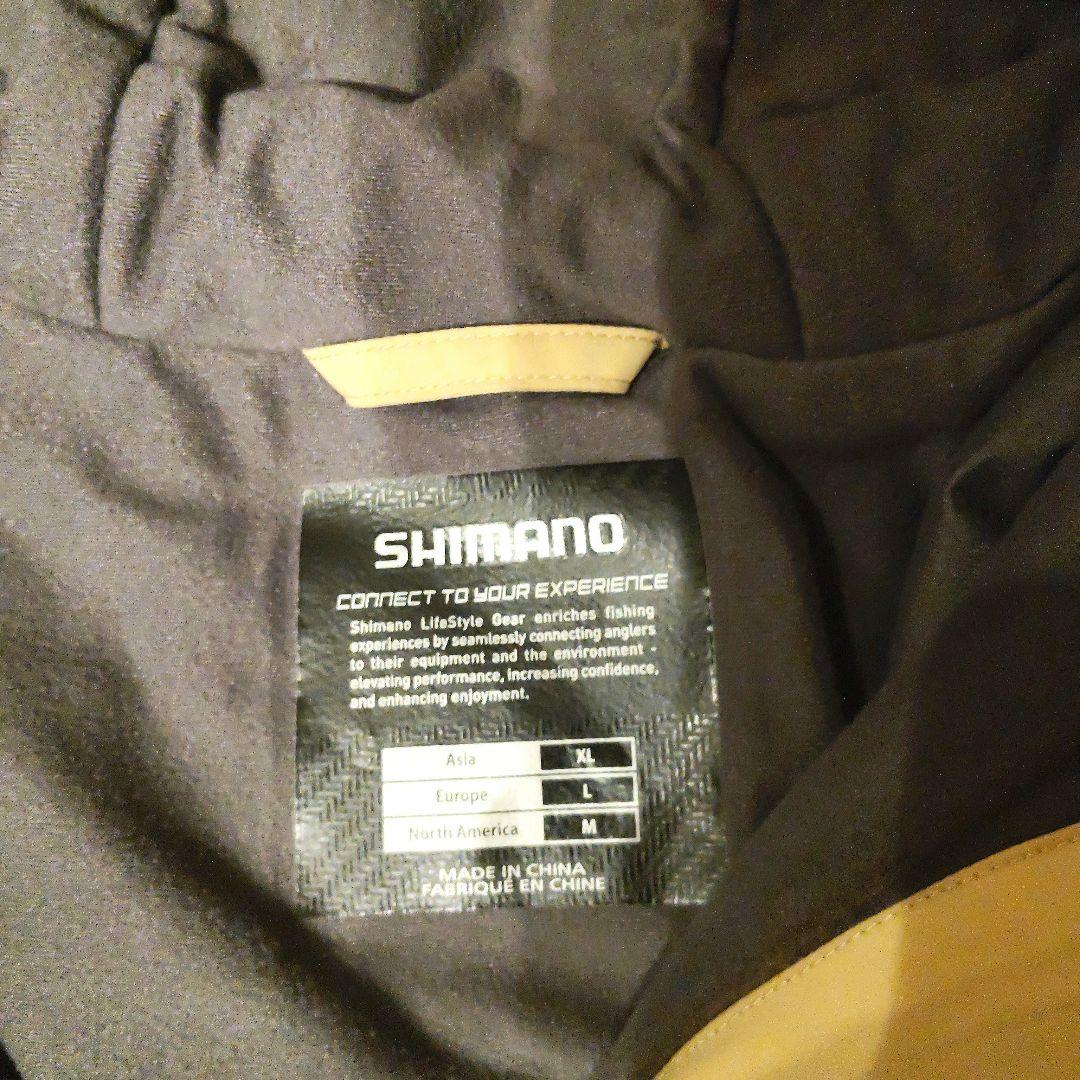 SHIMANO
CONNECT TO YOUR EXPERIENCE
Shimano LifeStyle Gear enriches fishing
experiences by seamlessly connecting anglers
to their equipment and the environment -
elevating performance, increasing confidence,
and enhancing enjoyment.
Asia XL
Europe L
North America M
MADE IN CHINA
FABRIQUÉ EN CHINE